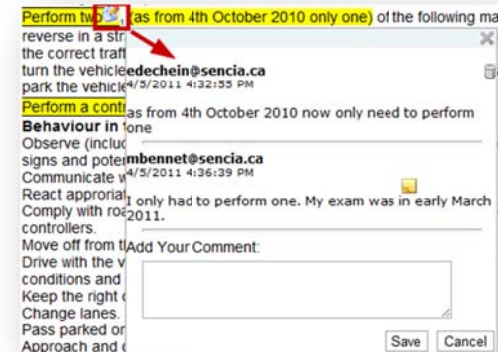 Perform two (as from 4th October 2010 only one) of the following ma
reverse in a str
the correct traff
turn the vehicle
park the vehicle
Perform a contr
Behaviour in t
Observe (includ
signs and poter
Communicate w
React approriat
Comply with roa
controllers.
Move off from t
Drive with the v
conditions and
Keep the right c
Change lanes.
Pass parked or
Approach and c
edechein@sencia.ca
4/5/2011 4:32:55 PM
as from 4th October 2010 now only need to perform
one
mbennet@sencia.ca
4/5/2011 4:36:39 PM
I only had to perform one. My exam was in early March
2011.
Add Your Comment:
Save Cancel